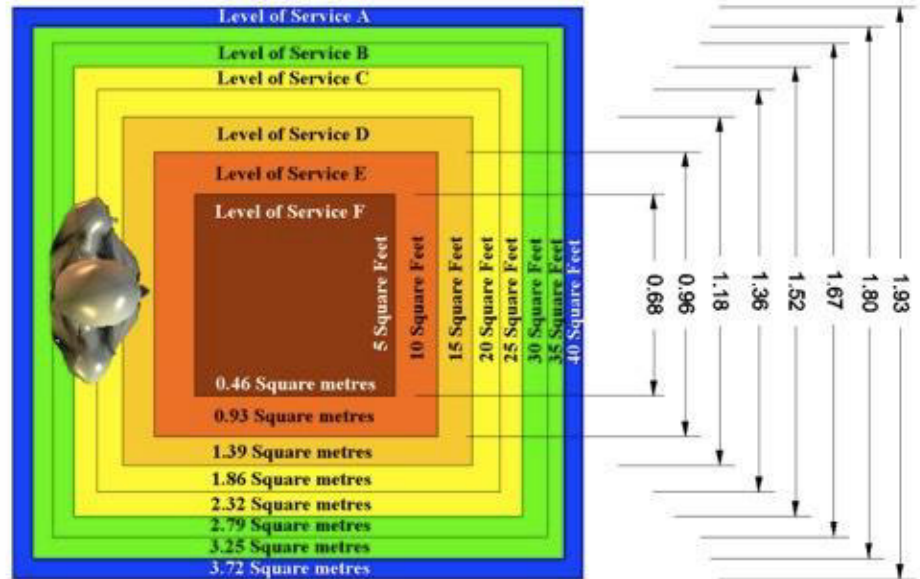 Level of Service A
Level of Service B
Level of Service C
Level of Service D
Level of Service E
Level of Service F
5 Square Feet
10 Square Feet
15 Square Feet
20 Square Feet
25 Square Feet
30 Square Feet
35 Square Feet
40 Square Feet
0.46 Square metres
0.93 Square metres
1.39 Square metres
1.86 Square metres
2.32 Square metres
2.79 Square metres
3.25 Square metres
3.72 Square metres
0.68
0.96
1.18
1.36
1.52
1.67
1.80
1.93